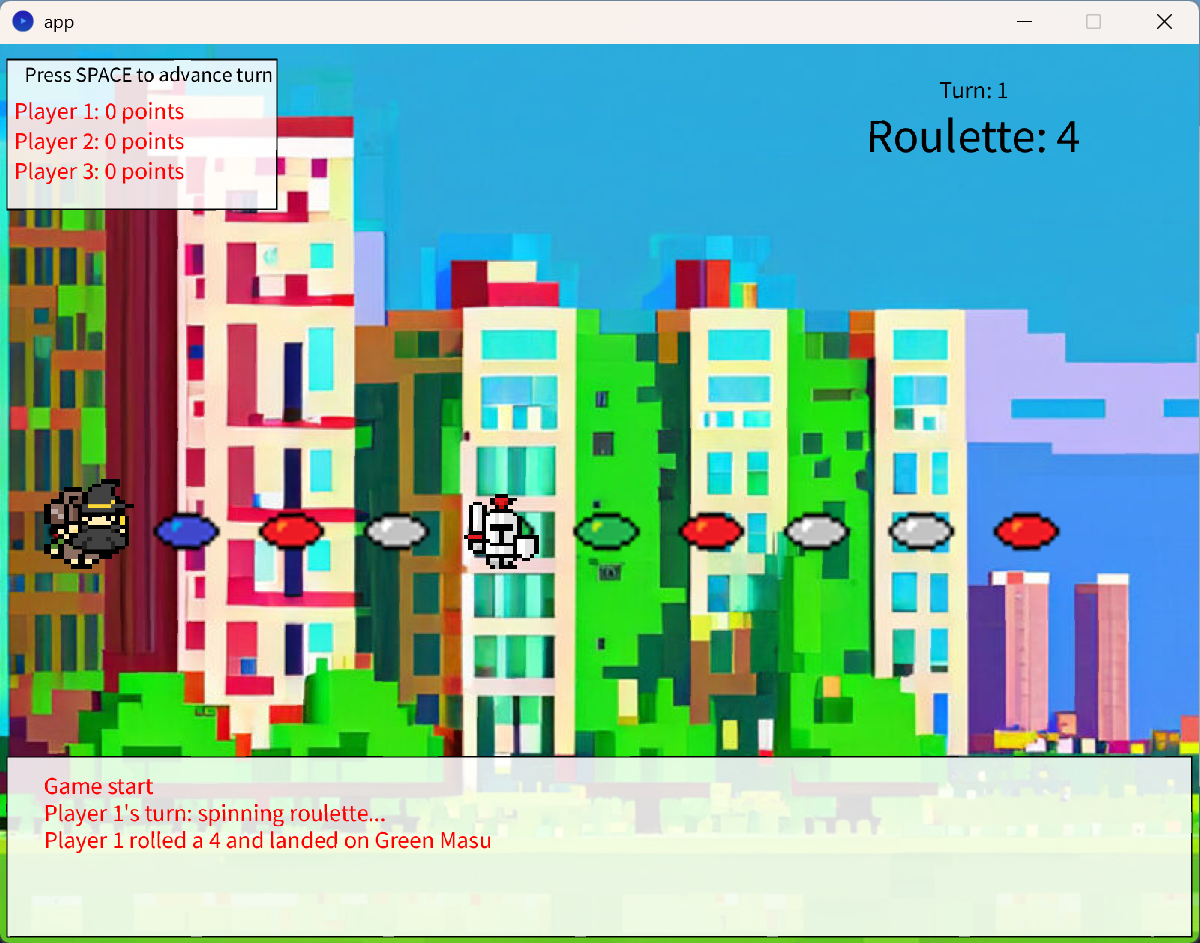 app
Press SPACE to advance turn
Player 1: 0 points
Player 2: 0 points
Player 3: 0 points
Turn: 1
Roulette: 4
Game start
Player 1's turn: spinning roulette...
Player 1 rolled a 4 and landed on Green Masu